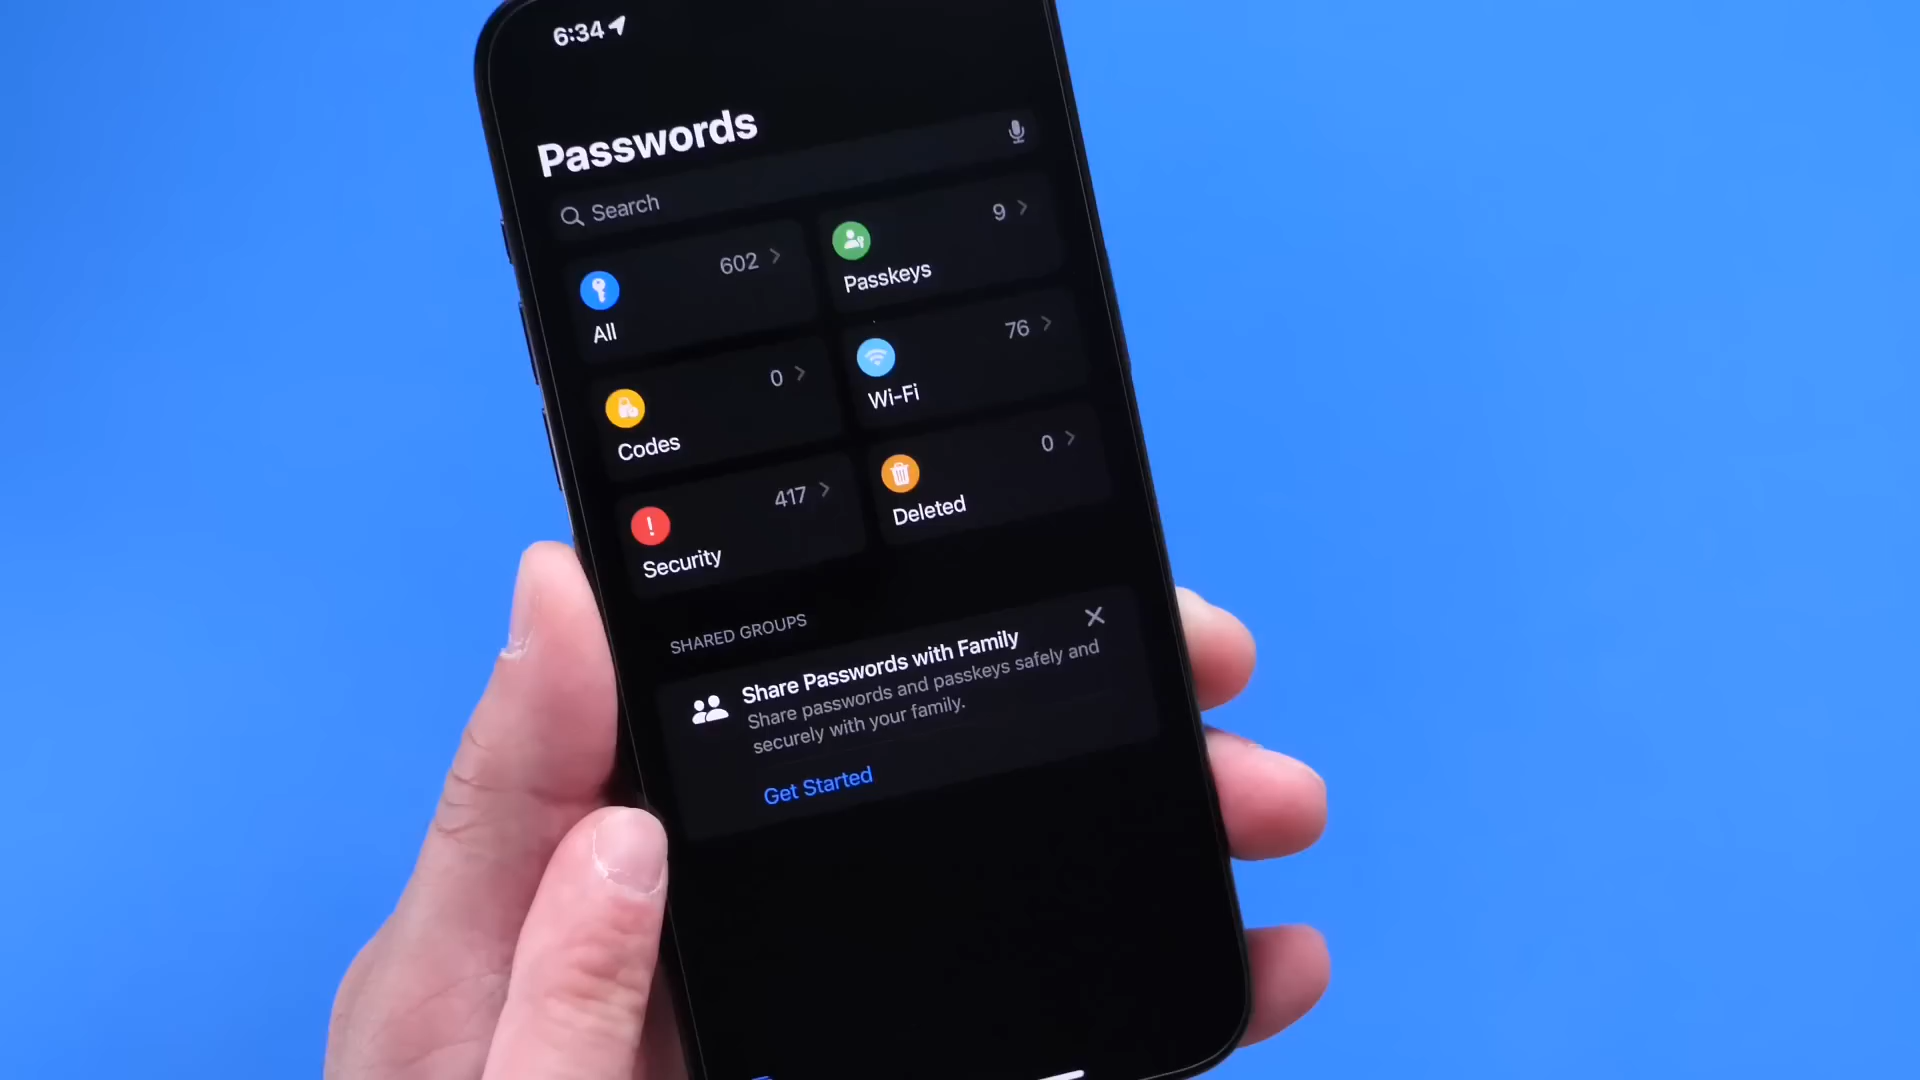 6:34
Passwords
Search
602
All
9
Passkeys
0
Codes
76
Wi-Fi
417
Security
0
Deleted
SHARED GROUPS
Share Passwords with Family
Share passwords and passkeys safely and
securely with your family.
Get Started